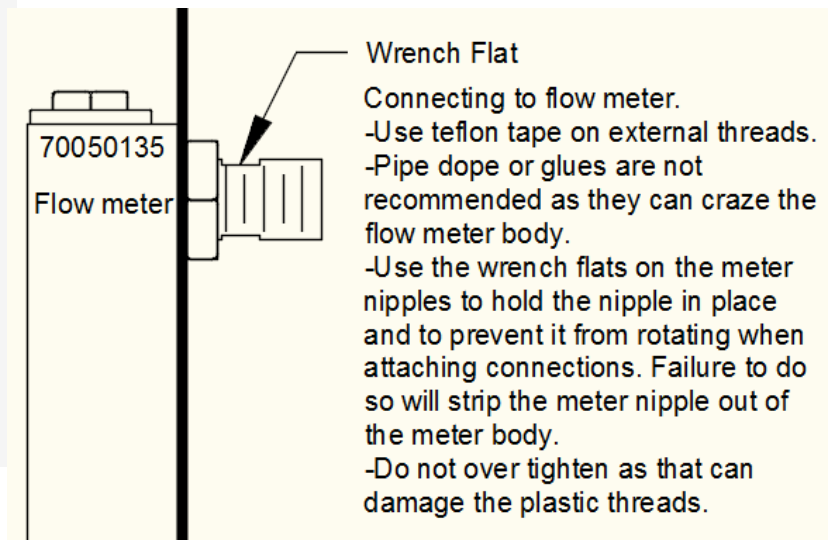 Wrench Flat
70050135
Flow meter
Connecting to flow meter.
-Use teflon tape on external threads.
-Pipe dope or glues are not
recommended as they can craze the
flow meter body.
-Use the wrench flats on the meter
nipples to hold the nipple in place
and to prevent it from rotating when
attaching connections. Failure to do
so will strip the meter nipple out of
the meter body.
-Do not over tighten as that can
damage the plastic threads.